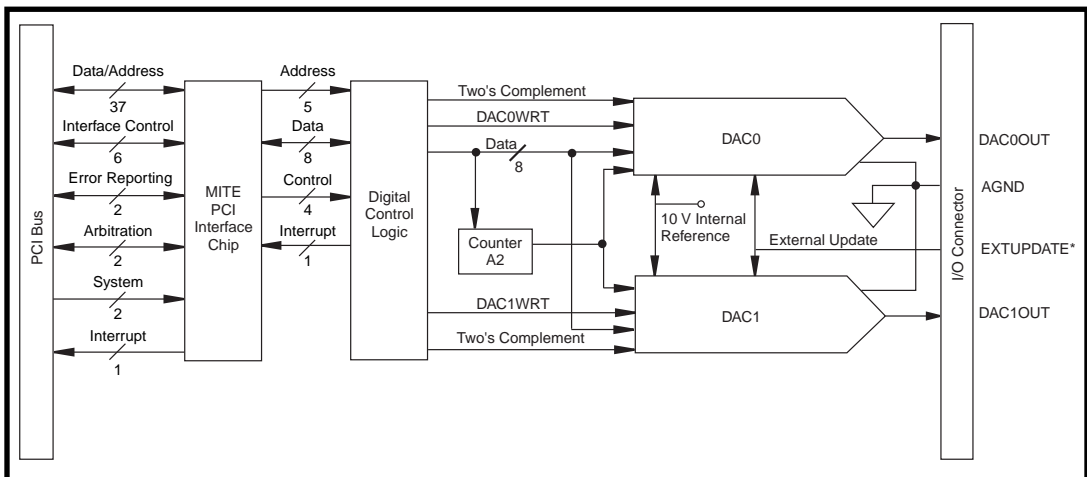 PCI Bus
Data/Address
37
Interface Control
6
Error Reporting
2
Arbitration
2
System
2
Interrupt
1
MITE
PCI
Interface
Chip
Address
5
Data
8
Control
4
Interrupt
1
Digital
Control
Logic
Two's Complement
DAC0WRT
Data
8
Counter
A2
DAC1WRT
Two's Complement
DAC0
10 V Internal
Reference
External Update
DAC1
I/O Connector
DAC0OUT
AGND
EXTUPDATE*
DAC1OUT